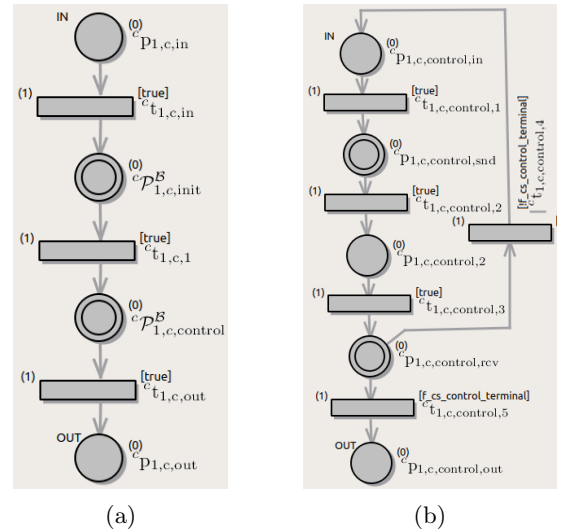 IN
(0)
ᶜp₁,c,in
(1)
[true]
ᶜt₁,c,in
(0)
ᶜ𝒫ᴮ₁,c,init
(1)
[true]
ᶜt₁,c,1
(0)
ᶜ𝒫ᴮ₁,c,control
(1)
[true]
ᶜt₁,c,out
OUT
(0)
ᶜp₁,c,out
(a)
IN
(0)
ᶜp₁,c,control,in
(1)
[true]
ᶜt₁,c,control,1
(0)
ᶜp₁,c,control,snd
(1)
[true]
ᶜt₁,c,control,2
(0)
ᶜp₁,c,control,2
(1)
[true]
ᶜt₁,c,control,3
(0)
ᶜp₁,c,control,rcv
(1)
[!f_cs_control_terminal]
ᶜt₁,c,control,4
(1)
[f_cs_control_terminal]
ᶜt₁,c,control,5
OUT
(0)
ᶜp₁,c,control,out
(b)